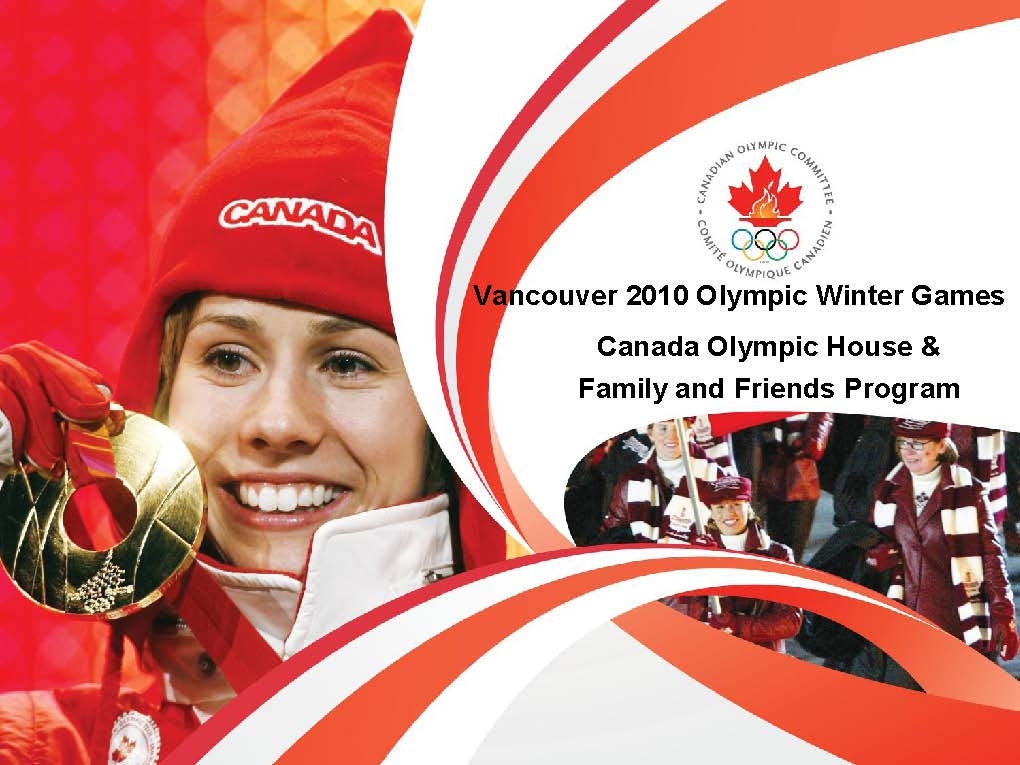 CANADA
CANADIAN OLYMPIC COMMITTEE
COMITÉ OLYMPIQUE CANADIEN
Vancouver 2010 Olympic Winter Games
Canada Olympic House &
Family and Friends Program